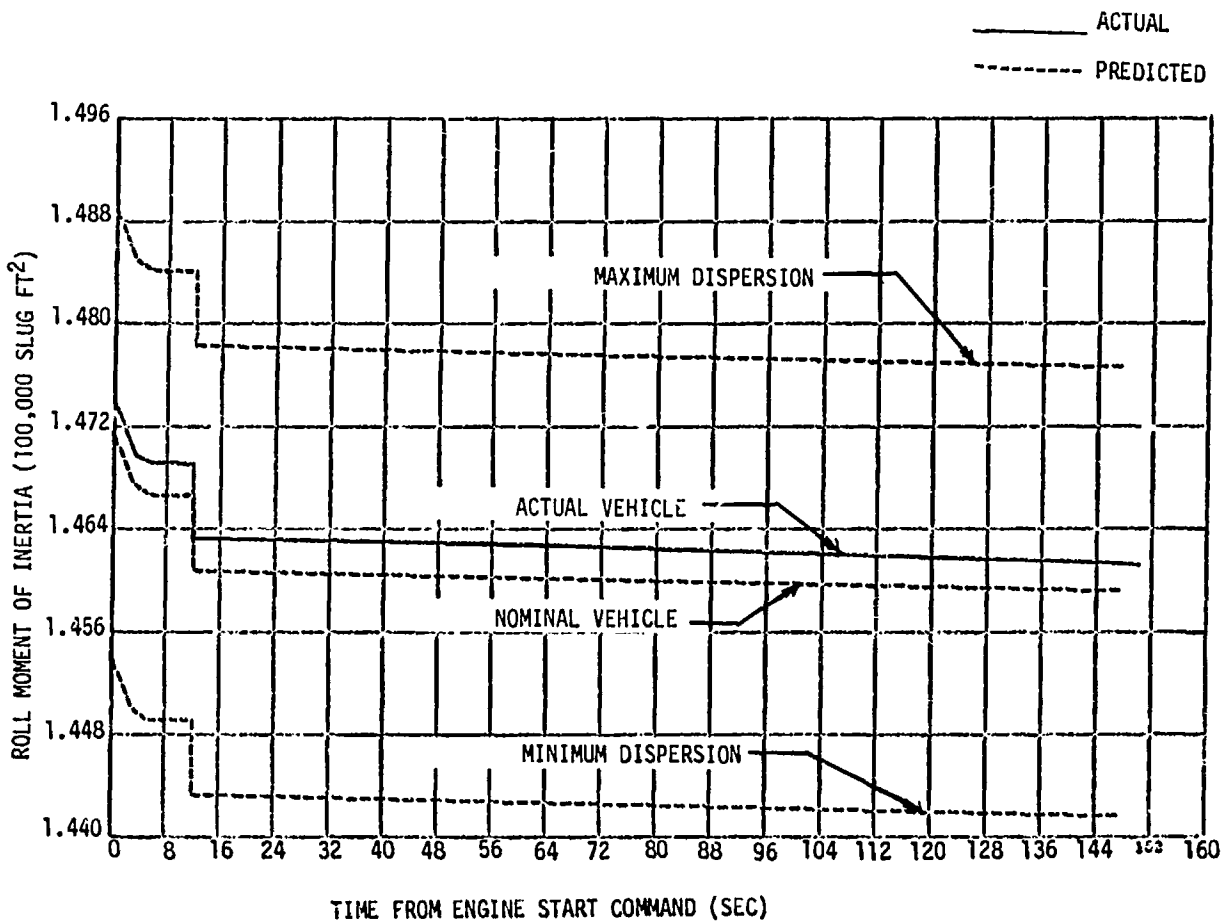 ACTUAL
PREDICTED
1.496
1.488
1.480
1.472
1.464
1.456
1.448
1.440
ROLL MOMENT OF INERTIA (100,000 SLUG FT²)
MAXIMUM DISPERSION
ACTUAL VEHICLE
NOMINAL VEHICLE
MINIMUM DISPERSION
0 8 16 24 32 40 48 56 64 72 80 88 96 104 112 120 128 136 144 160
TIME FROM ENGINE START COMMAND (SEC)